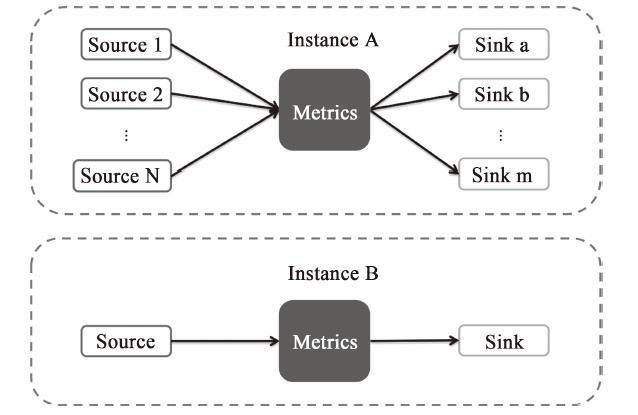 Instance A
Source 1
Sink a
Source 2
Metrics
Sink b
⋮
⋮
Source N
Sink m
Instance B
Source
Metrics
Sink